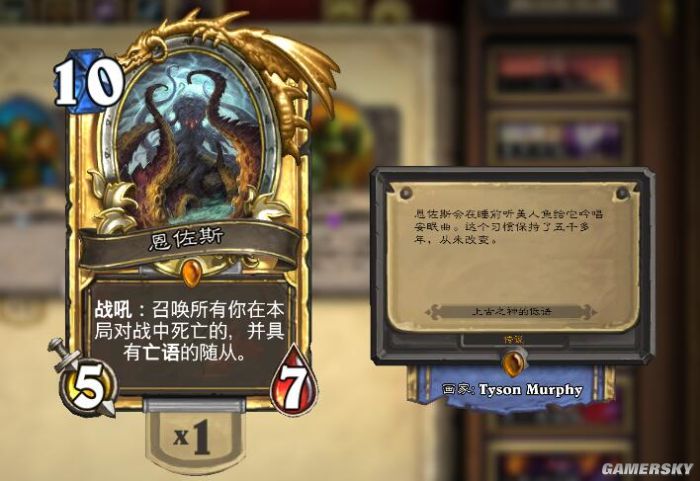 10
恩佐斯
战吼：召唤所有你在本
局对战中死亡的，并具
有亡语的随从。
5
7
x1
恩佐斯会在睡前听美人鱼给它吟唱
安眠曲。这个习惯保持了五千多
年，从未改变。
上古之神的低语
传说
画家: Tyson Murphy
GAMERSKY